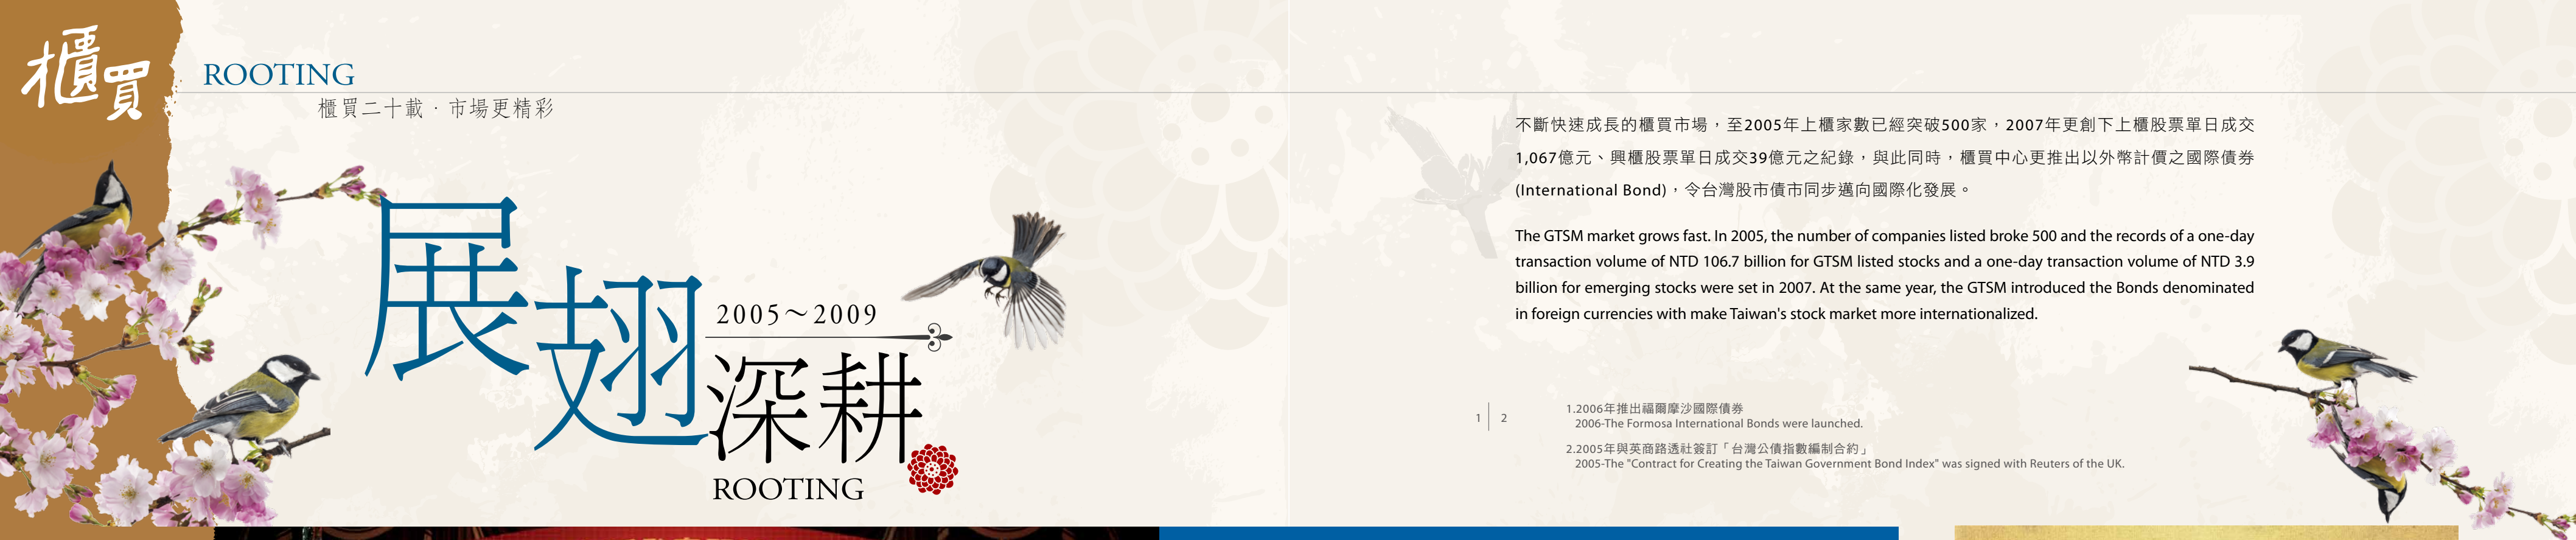 櫃買
ROOTING
櫃買二十載．市場更精彩
展翅
2005～2009
深耕
ROOTING
不斷快速成長的櫃買市場，至2005年上櫃家數已經突破500家，2007年更創下上櫃股票單日成交
1,067億元、興櫃股票單日成交39億元之紀錄，與此同時，櫃買中心更推出以外幣計價之國際債券
(International Bond)，令台灣股市債市同步邁向國際化發展。
The GTSM market grows fast. In 2005, the number of companies listed broke 500 and the records of a one-day
transaction volume of NTD 106.7 billion for GTSM listed stocks and a one-day transaction volume of NTD 3.9
billion for emerging stocks were set in 2007. At the same year, the GTSM introduced the Bonds denominated
in foreign currencies with make Taiwan's stock market more internationalized.
1 2
1.2006年推出福爾摩沙國際債券
2006-The Formosa International Bonds were launched.
2.2005年與英商路透社簽訂「台灣公債指數編制合約」
2005-The "Contract for Creating the Taiwan Government Bond Index" was signed with Reuters of the UK.